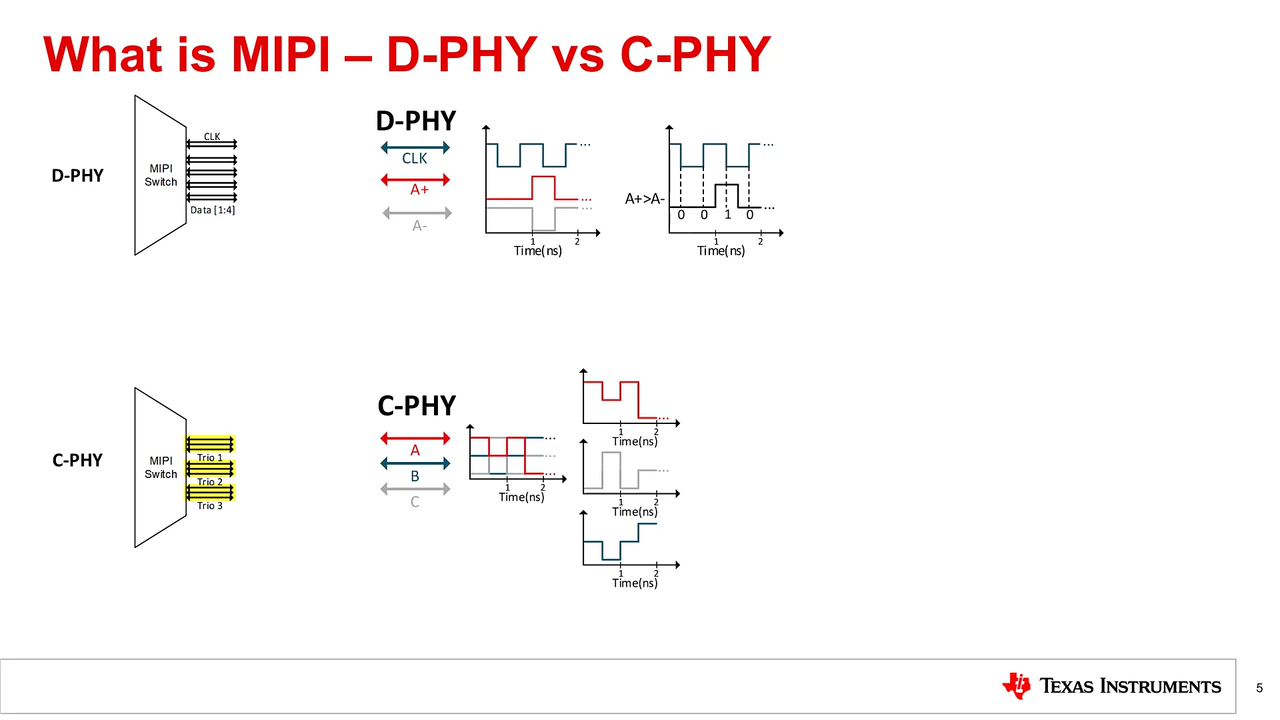 What is MIPI – D-PHY vs C-PHY
D-PHY
MIPI
Switch
CLK
Data [1:4]
D-PHY
CLK
A+
A-
...
...
...
1
2
Time(ns)
A+>A-
...
0
0
1
0
...
1
2
Time(ns)
C-PHY
MIPI
Switch
Trio 1
Trio 2
Trio 3
C-PHY
A
B
C
...
...
...
1
2
Time(ns)
...
1
2
Time(ns)
...
1
2
Time(ns)
1
2
Time(ns)
TEXAS INSTRUMENTS
5